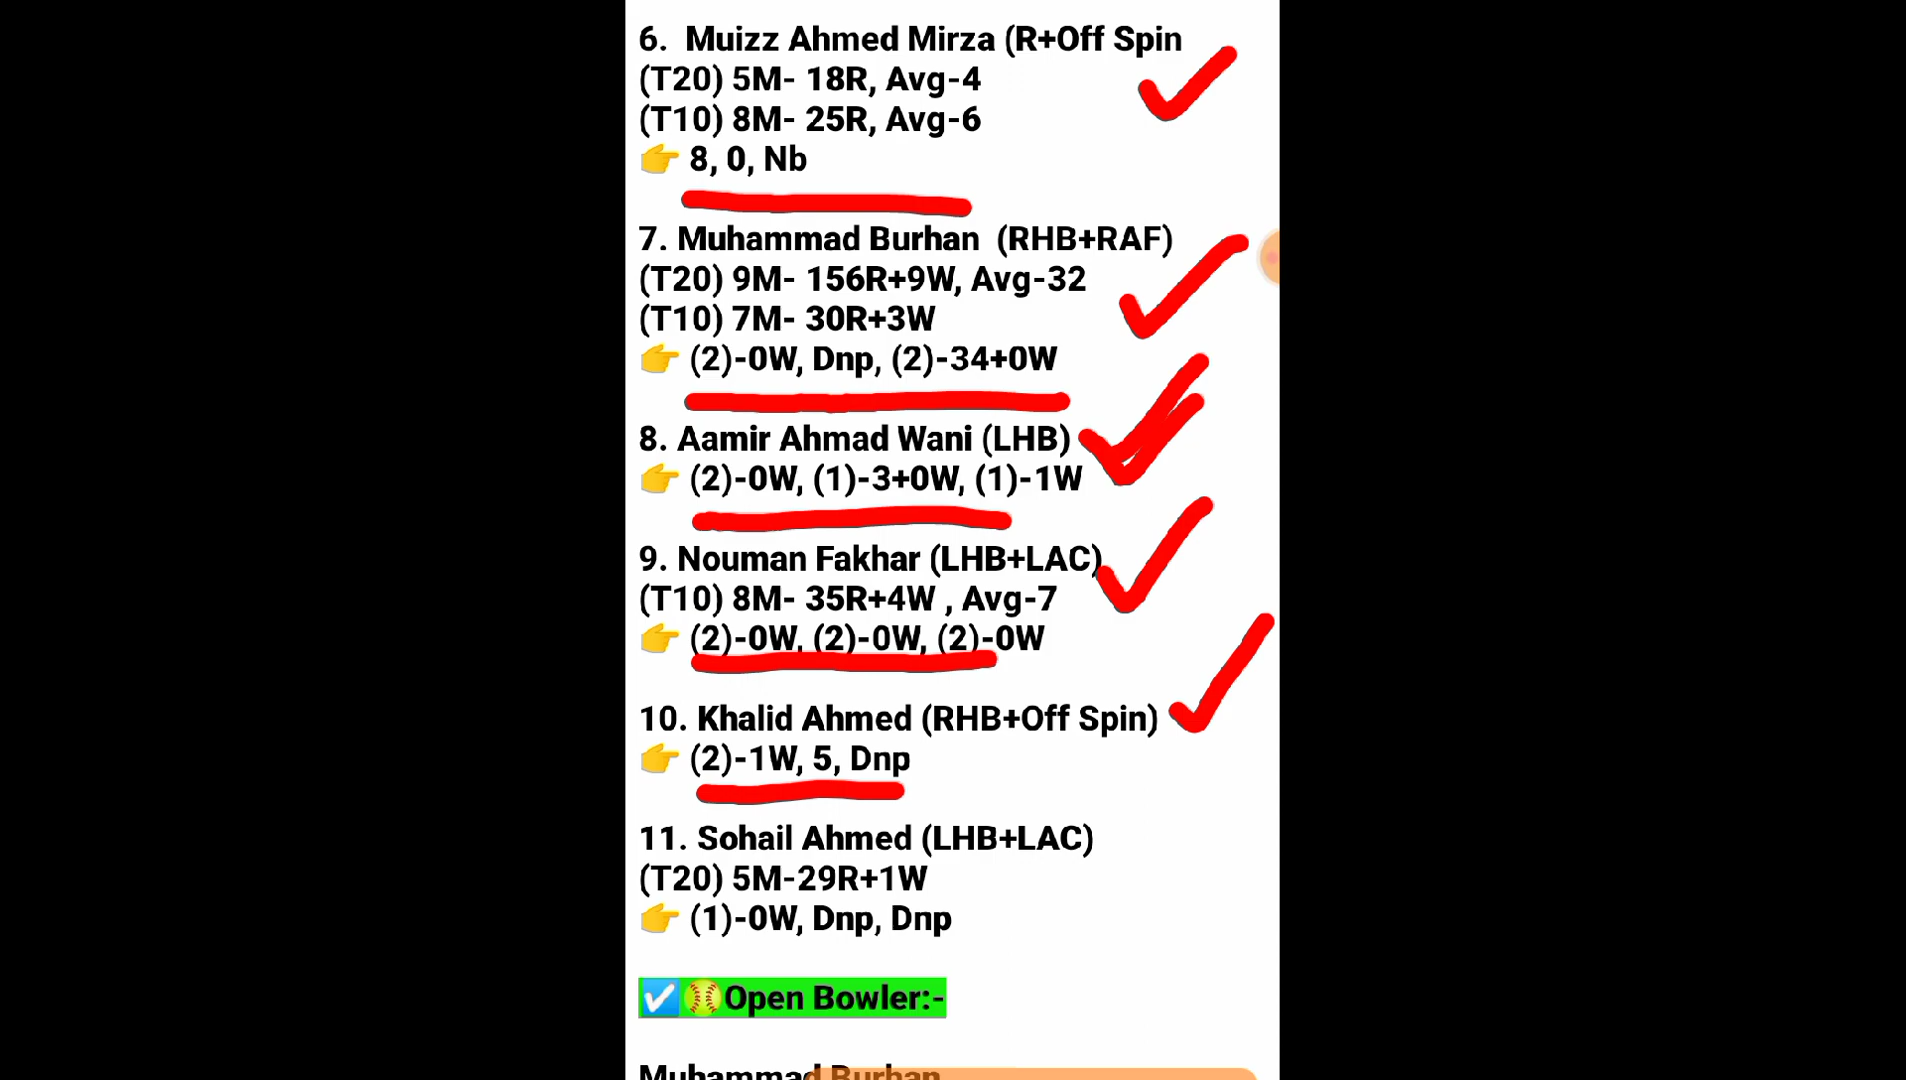 6. Muizz Ahmed Mirza (R+Off Spin
(T20) 5M- 18R, Avg-4
(T10) 8M- 25R, Avg-6
👉 8, 0, Nb
7. Muhammad Burhan (RHB+RAF)
(T20) 9M- 156R+9W, Avg-32
(T10) 7M- 30R+3W
👉 (2)-0W, Dnp, (2)-34+0W
8. Aamir Ahmad Wani (LHB)
👉 (2)-0W, (1)-3+0W, (1)-1W
9. Nouman Fakhar (LHB+LAC)
(T10) 8M- 35R+4W , Avg-7
👉 (2)-0W, (2)-0W, (2)-0W
10. Khalid Ahmed (RHB+Off Spin)
👉 (2)-1W, 5, Dnp
11. Sohail Ahmed (LHB+LAC)
(T20) 5M-29R+1W
👉 (1)-0W, Dnp, Dnp
☑️🥎Open Bowler:-
Muhammad Burhan